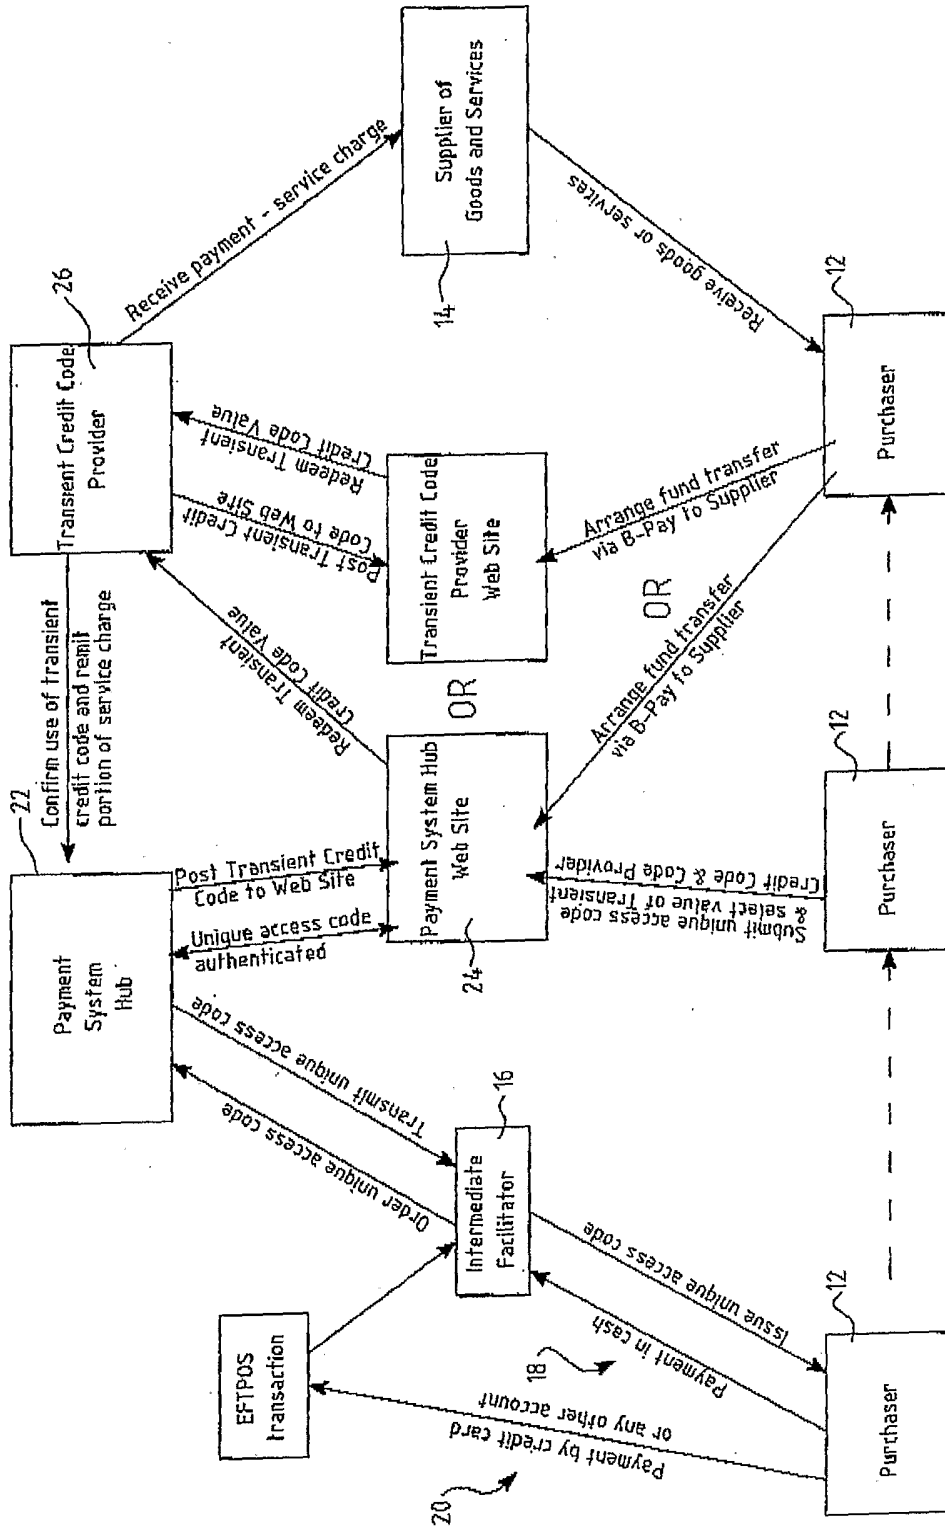 Payment
System
Hub
22
Confirm use of transient
credit code and remit
portion of service charge
Transient Credit Code
Provider
26
Order unique access code
Transmit unique access code
Unique access code
authenticated
Post Transient Credit
Code to Web Site
Redeem Transient
Credit Code Value
Post Transient Credit
Code to Web Site
Redeem Transient
Credit Code Value
Receive payment - service charge
EFTPOS
transaction
Intermediate
Facilitator
16
Payment System Hub
Web Site
24
OR
Transient Credit Code
Provider
Web Site
Supplier of
Goods and Services
14
20
Payment by credit card
or any other account
18
Payment in cash
Issue unique access code
Submit unique access code
& select value of Transient
Credit Code & Code Provider
Arrange fund transfer
via B-Pay to Supplier
OR
Arrange fund transfer
via B-Pay to Supplier
Receive goods or services
Purchaser
12
Purchaser
12
Purchaser
12